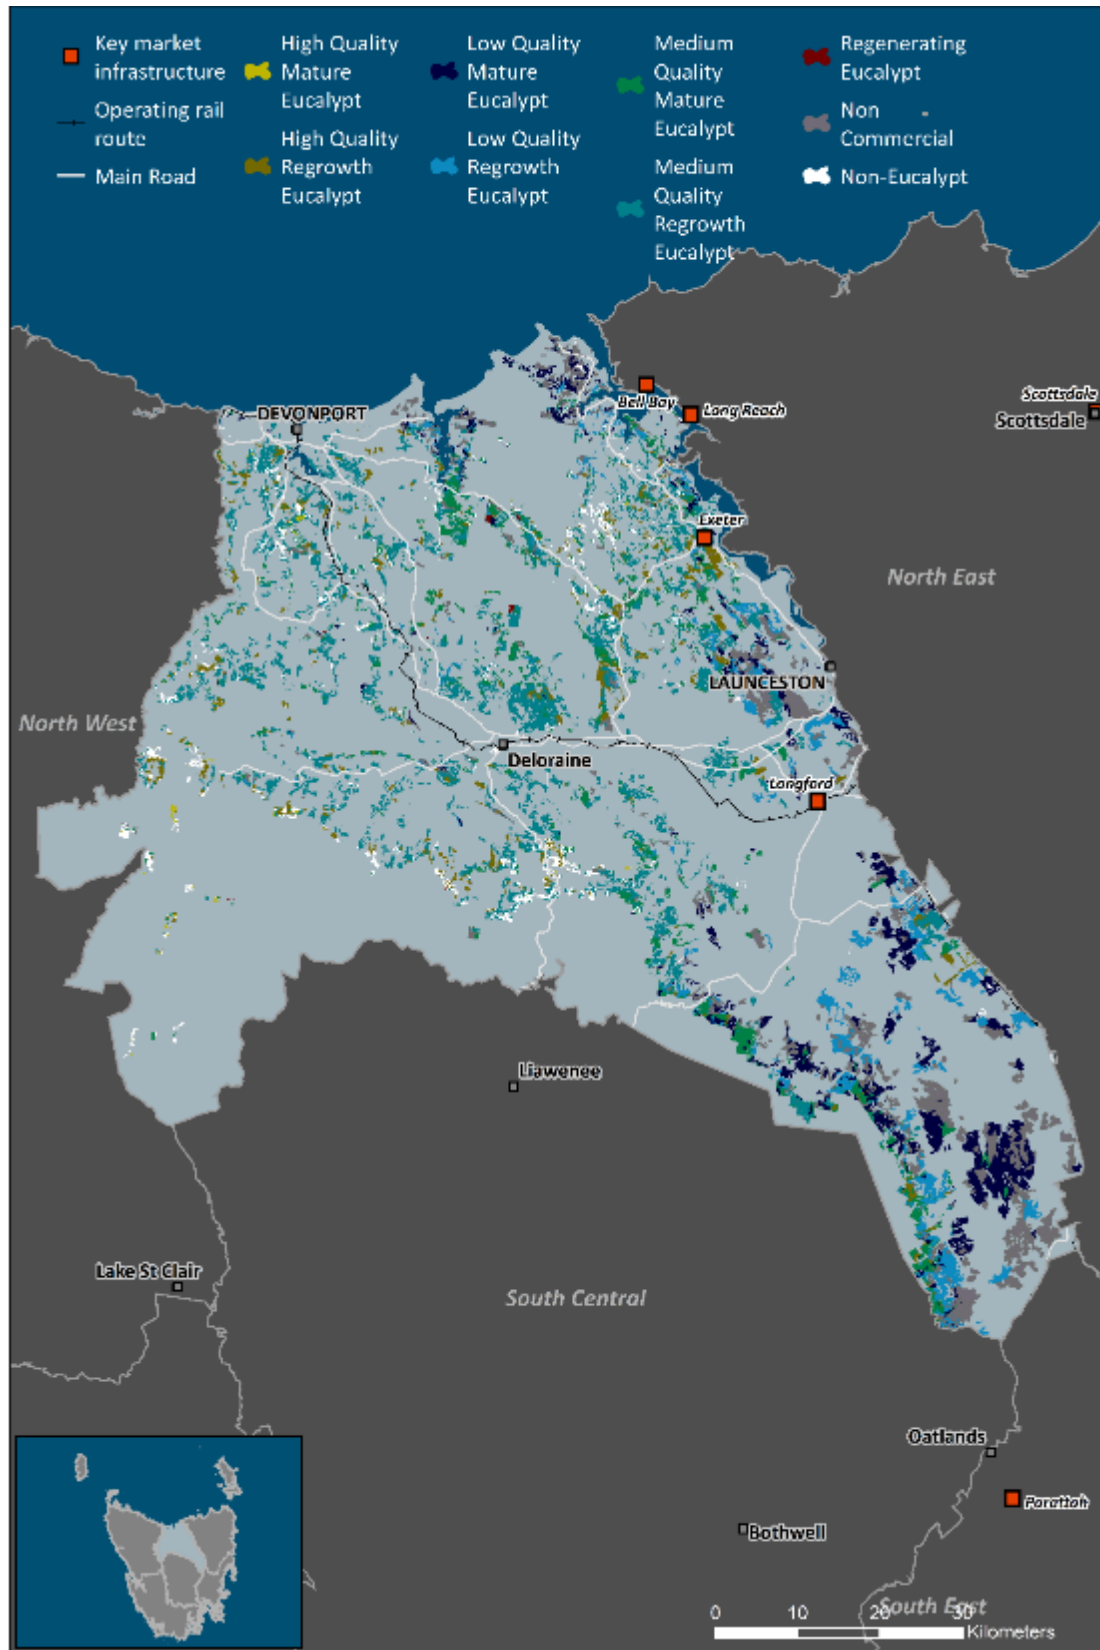 Key market
infrastructure
Operating rail
route
Main Road
High Quality
Mature
Eucalypt
High Quality
Regrowth
Eucalypt
Low Quality
Mature
Eucalypt
Low Quality
Regrowth
Eucalypt
Medium
Quality
Mature
Eucalypt
Medium
Quality
Regrowth
Eucalypt
Regenerating
Eucalypt
Non
Commercial
Non-Eucalypt
DEVONPORT
Bell Bay
Long Reach
Scottsdale
Scottsdale
Exeter
North East
LAUNCESTON
North West
Deloraine
Longford
Liawenee
Lake St Clair
South Central
Oatlands
Parattah
Bothwell
South East
0 10 20 30
Kilometers